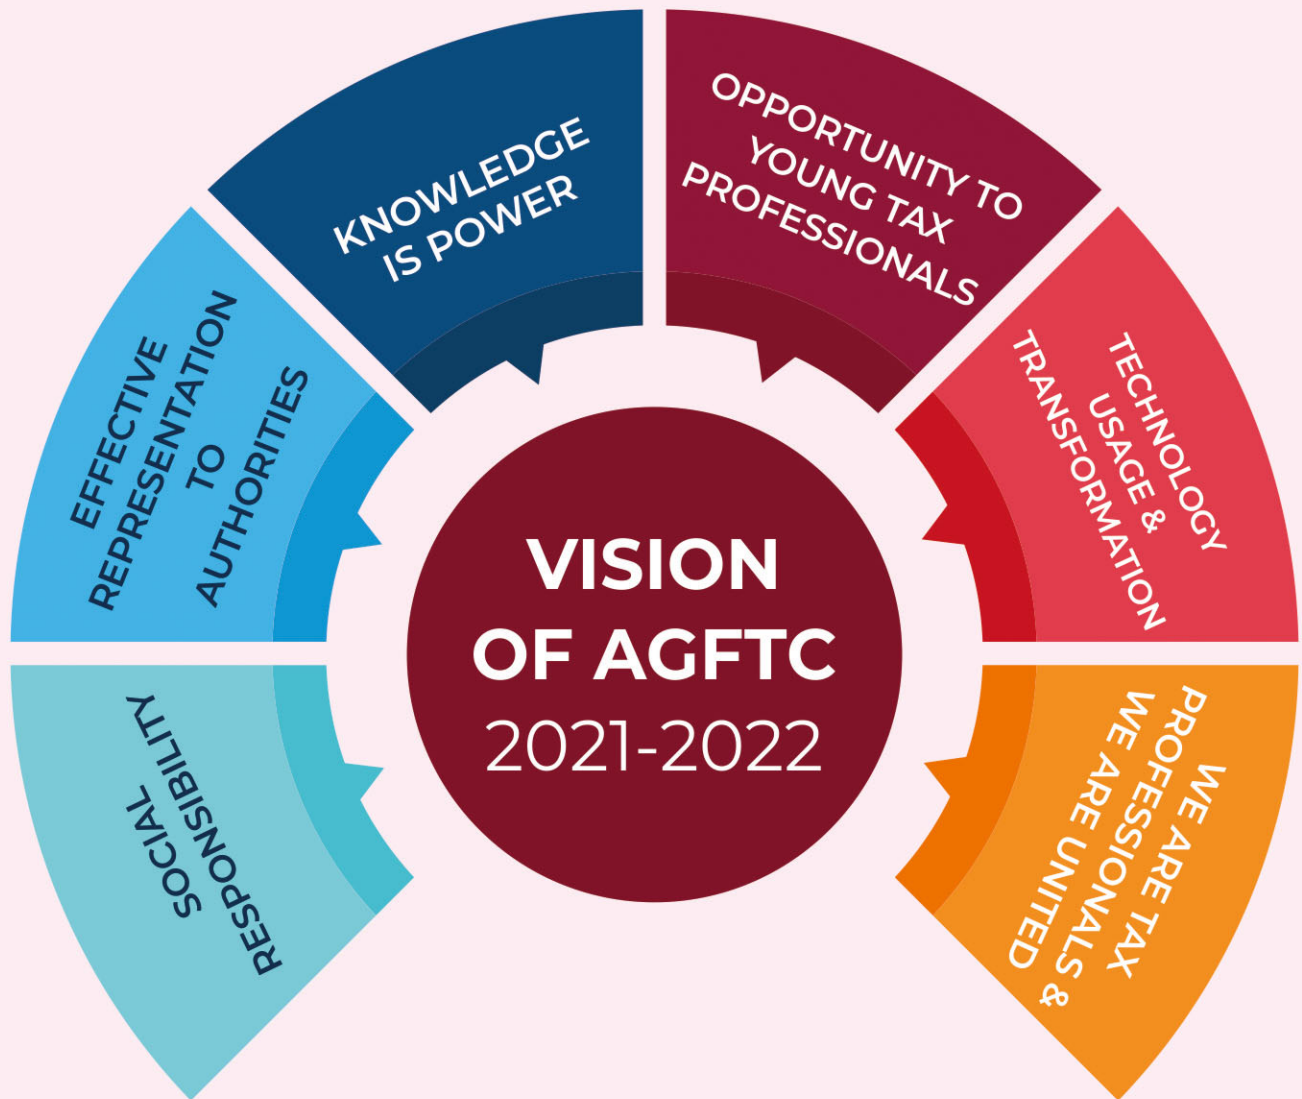 SOCIAL
RESPONSIBILITY
EFFECTIVE
REPRESENTATION
TO
AUTHORITIES
KNOWLEDGE
IS POWER
OPPORTUNITY TO
YOUNG TAX
PROFESSIONALS
TECHNOLOGY
USAGE &
TRANSFORMATION
WE ARE TAX
PROFESSIONALS &
WE ARE UNITED
VISION
OF AGFTC
2021-2022